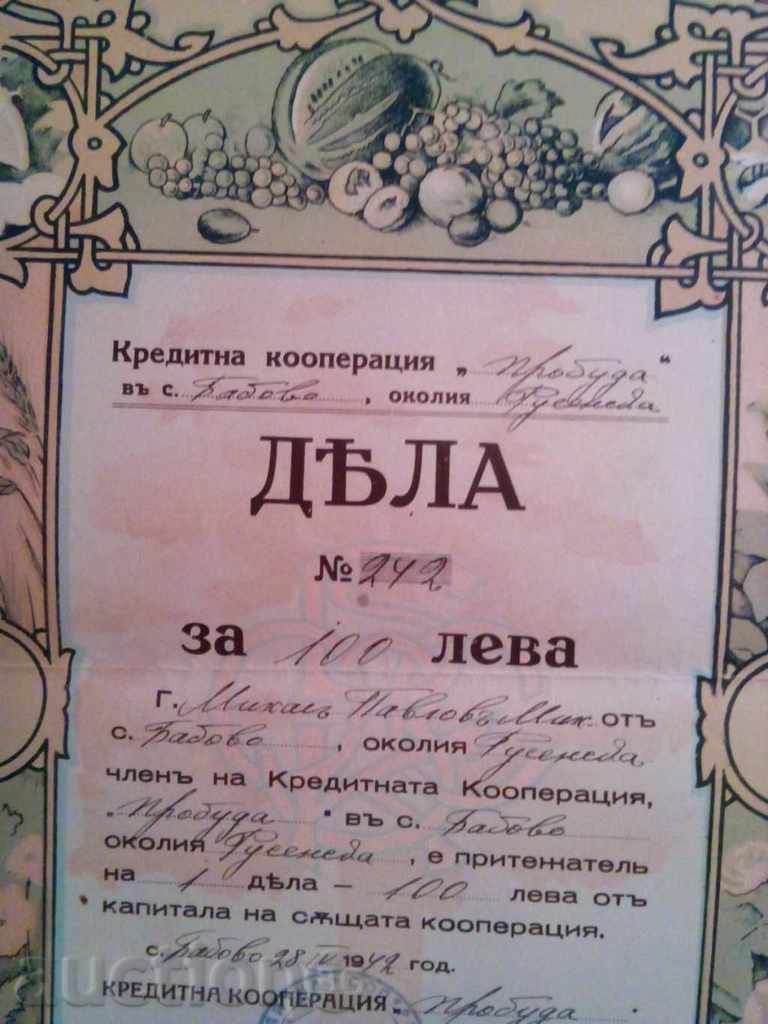 Кредитна кооперация „Пробуда“
въ с. Бабово, околия Русенска
ДѢЛА
№ 242
за 100 лева
Г. Михаилъ Павловъ Мих. отъ
с. Бабово, околия Русенска
членъ на Кредитната Кооперация,
„Пробуда“ въ с. Бабово
околия Русенска, е притежатель
на 1 дѣла – 100 лева отъ
капитала на сѫщата кооперация.
с. Бабово 28 IV 1942 год.
КРЕДИТНА КООПЕРАЦИЯ „Пробуда“